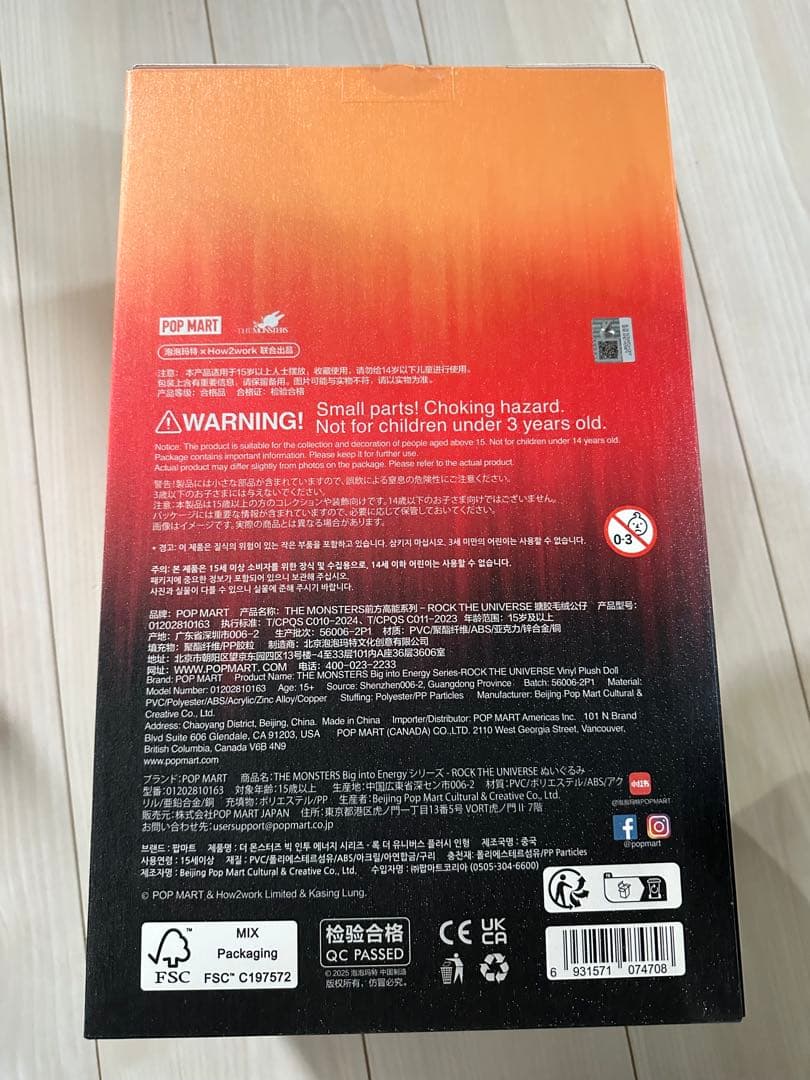 POP MART
THE MONSTERS
泡泡玛特 × How2work 联合出品
注意： 本产品适用于15岁以上人士摆放，收藏使用，请勿给14岁以下儿童进行使用。
包装上含有重要信息，请保留备用。图片可能与实物不符，请以实物为准。
产品等级：合格品 合格证：检验合格
WARNING!
Small parts! Choking hazard.
Not for children under 3 years old.
Notice: The product is suitable for the collection and decoration of people aged above 15. Not for children under 14 years old.
Package contains important information. Please keep it for further use.
Actual product may differ slightly from photos on the package. Please refer to the actual product.
警告!製品には小さな部品が含まれていますので、誤飲による窒息の危険性にご注意ください。
3歳以下のお子さまには与えないでください。
注意:本製品は15歳以上の方のコレクションや装飾向けです。14歳以下のお子さま向けではございません。
パッケージには重要な情報が含まれていますので、必要に応じて保管しておいてください。
画像はイメージです。実際の商品とは異なる場合があります。
0-3
* 경고: 이 제품은 질식의 위험이 있는 작은 부품을 포함하고 있습니다. 삼키지 마십시오. 3세 미만의 어린이는 사용할 수 없습니다.
주의: 본 제품은 15세 이상 소비자를 위한 장식 및 수집용으로, 14세 이하 어린이는 사용할 수 없습니다.
패키지에 중요한 정보가 포함되어 있으니 보관해 주십시오.
사진과 실물이 다를 수 있으니 실물에 준해 주시기 바랍니다.
品牌：POP MART 产品名称：THE MONSTERS前方高能系列 - ROCK THE UNIVERSE 搪胶毛绒公仔 产品型号：
01202810163 执行标准：T/CPQS C010-2024、T/CPQS C011-2023 年龄范围：15岁及以上
产地：广东省深圳市006-2 生产批次：56006-2P1 材质：PVC/聚酯纤维/ABS/亚克力/锌合金/铜
填充物：聚酯纤维/PP胶粒 制造商：北京泡泡玛特文化创意有限公司
地址：北京市朝阳区望京东园四区13号楼-4至33层101内A座36层3606室
网址：WWW.POPMART.COM 电话：400-023-2233
Brand: POP MART Product Name: THE MONSTERS Big into Energy Series-ROCK THE UNIVERSE Vinyl Plush Doll
Model Number: 01202810163 Age: 15+ Source: Shenzhen006-2, Guangdong Province Batch: 56006-2P1 Material:
PVC/Polyester/ABS/Acrylic/Zinc Alloy/Copper Stuffing: Polyester/PP Particles Manufacturer: Beijing Pop Mart Cultural &
Creative Co., Ltd.
Address: Chaoyang District, Beijing, China. Made in China Importer/Distributor: POP MART Americas Inc. 101 N Brand
Blvd Suite 606 Glendale, CA 91203, USA POP MART (CANADA) CO.,LTD. 2110 West Georgia Street, Vancouver,
British Columbia, Canada V6B 4N9
www.popmart.com
ブランド：POP MART 商品名：THE MONSTERS Big into Energy シリーズ - ROCK THE UNIVERSE ぬいぐるみ
型番：01202810163 対象年齢：15歳以上 生産地：中国広東省深セン市006-2 材質：PVC/ポリエステル/ABS/アク
リル/亜鉛合金/銅 充填物：ポリエステル/PP 生産者：Beijing Pop Mart Cultural & Creative Co., Ltd.
販売元：株式会社POP MART JAPAN 住所：東京都港区虎ノ門一丁目13番5号 VORT虎ノ門Ⅱ 7階
お問い合わせ先：usersupport@popmart.co.jp
小红书
@泡泡玛特POPMART
@popmart
브랜드 : 팝마트 제품명 : 더 몬스터즈 빅 인투 에너지 시리즈 - 록 더 유니버스 플러시 인형 제조국명 : 중국
사용연령 : 15세이상 재질 : PVC/폴리에스테르섬유/ABS/아크릴/아연합금/구리 충전재: 폴리에스테르섬유/PP Particles
제조자명 : Beijing Pop Mart Cultural & Creative Co., Ltd. 수입자명 : ㈜팝마트코리아 (0505-304-6600)
© POP MART & How2work Limited & Kasing Lung.
FSC
MIX
Packaging
FSC™ C197572
检验合格
QC PASSED
© 2025 泡泡玛特 中国制造
版权所有，仿冒必究。
CE
UK
CA
6 931571 074708